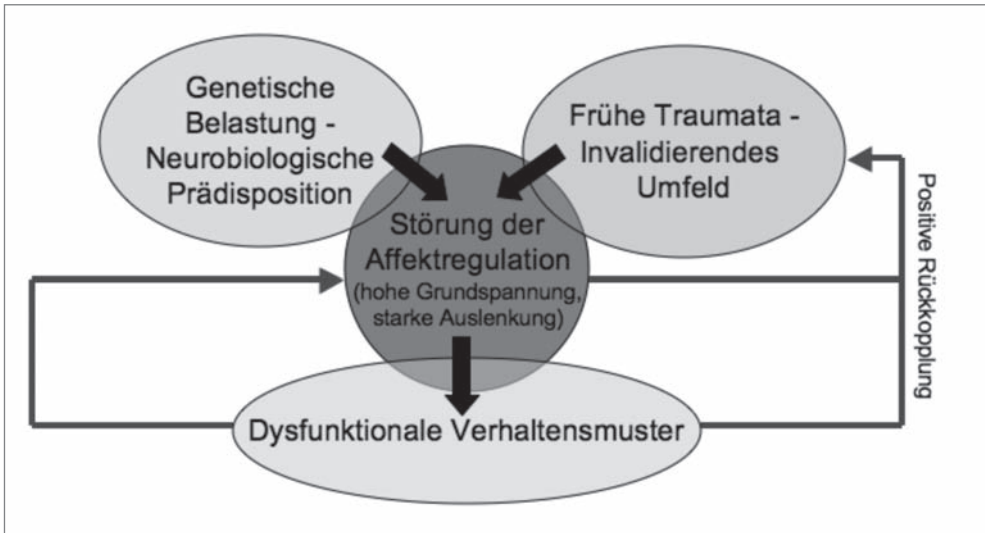 Genetische
Belastung -
Neurobiologische
Prädisposition
Frühe Traumata -
Invalidierendes
Umfeld
Störung der
Affektregulation
(hohe Grundspannung,
starke Auslenkung)
Dysfunktionale Verhaltensmuster
Positive Rückkopplung